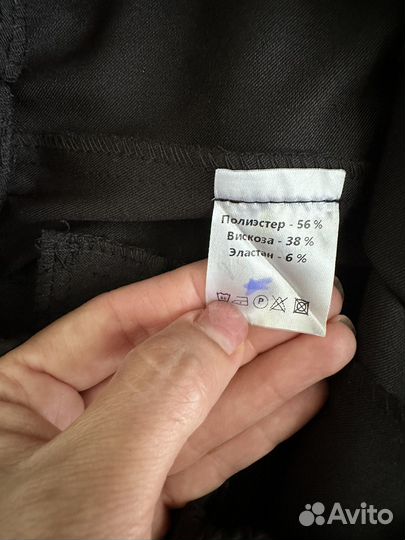 Полиэстер - 56 %
Вискоза - 38 %
Эластан - 6 %
P
Avito